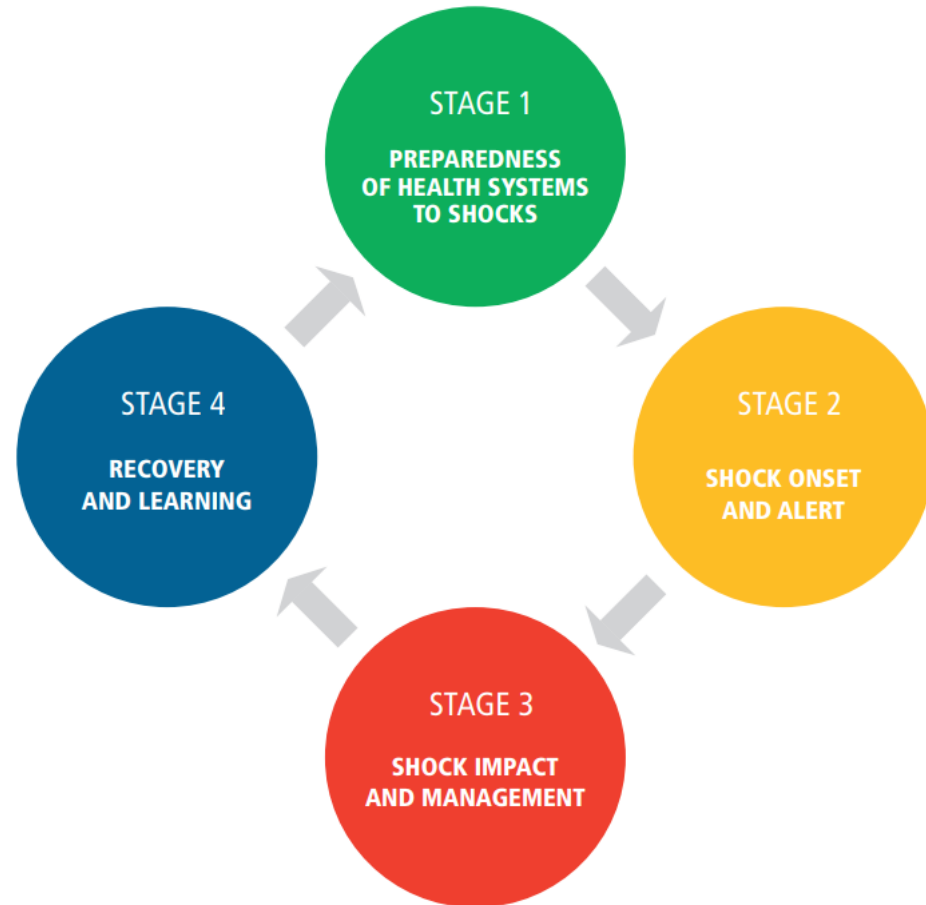 STAGE 1
PREPAREDNESS
OF HEALTH SYSTEMS
TO SHOCKS
STAGE 2
SHOCK ONSET
AND ALERT
STAGE 3
SHOCK IMPACT
AND MANAGEMENT
STAGE 4
RECOVERY
AND LEARNING